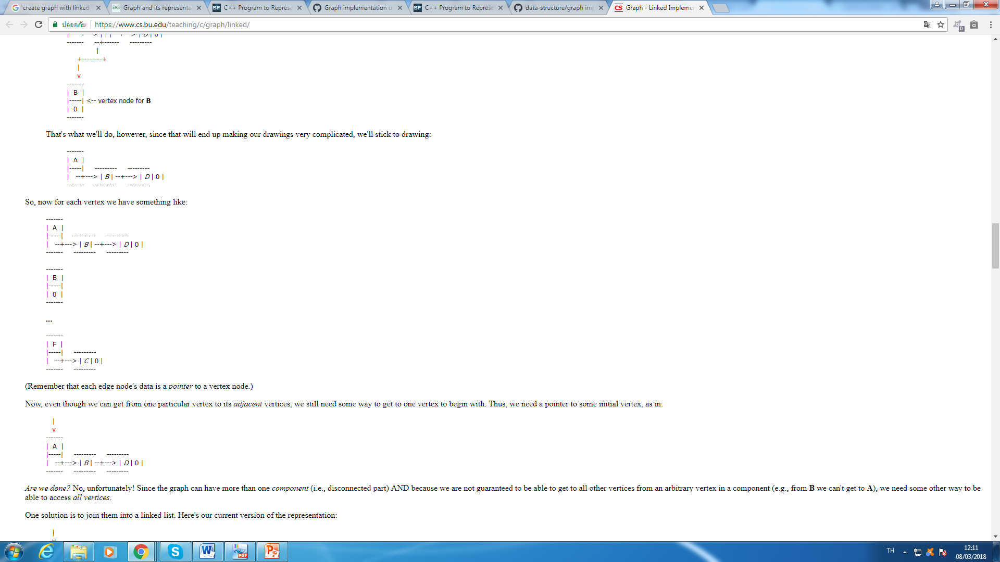 create graph with linked
Graph and its representa
C++ Program to Represe
Graph implementation u
C++ Program to Represe
data-structure/graph im
Graph - Linked Implemen
ปลอดภัย | https://www.cs.bu.edu/teaching/c/graph/linked/
-------    --+------    ---------
|
+--------+
|
v
-------
| B |
|-----| <-- vertex node for B
| 0 |
-------
That's what we'll do, however, since that will end up making our drawings very complicated, we'll stick to drawing:
-------
| A |
|-----|    ---------    ---------
|  --+---> | B | --+---> | D | 0 |
-------    ---------    ---------
So, now for each vertex we have something like:
-------
| A |
|-----|    ---------    ---------
|  --+---> | B | --+---> | D | 0 |
-------    ---------    ---------
-------
| B |
|-----|
| 0 |
-------
...
-------
| F |
|-----|    ---------
|  --+---> | C | 0 |
-------    ---------
(Remember that each edge node's data is a pointer to a vertex node.)
Now, even though we can get from one particular vertex to its adjacent vertices, we still need some way to get to one vertex to begin with. Thus, we need a pointer to some initial vertex, as in:
|
v
-------
| A |
|-----|    ---------    ---------
|  --+---> | B | --+---> | D | 0 |
-------    ---------    ---------
Are we done? No, unfortunately! Since the graph can have more than one component (i.e., disconnected part) AND because we are not guaranteed to be able to get to all other vertices from an arbitrary vertex in a component (e.g., from B we can't get to A), we need some other way to be
able to access all vertices.
One solution is to join them into a linked list. Here's our current version of the representation:
|
v
TH
12:11
08/03/2018